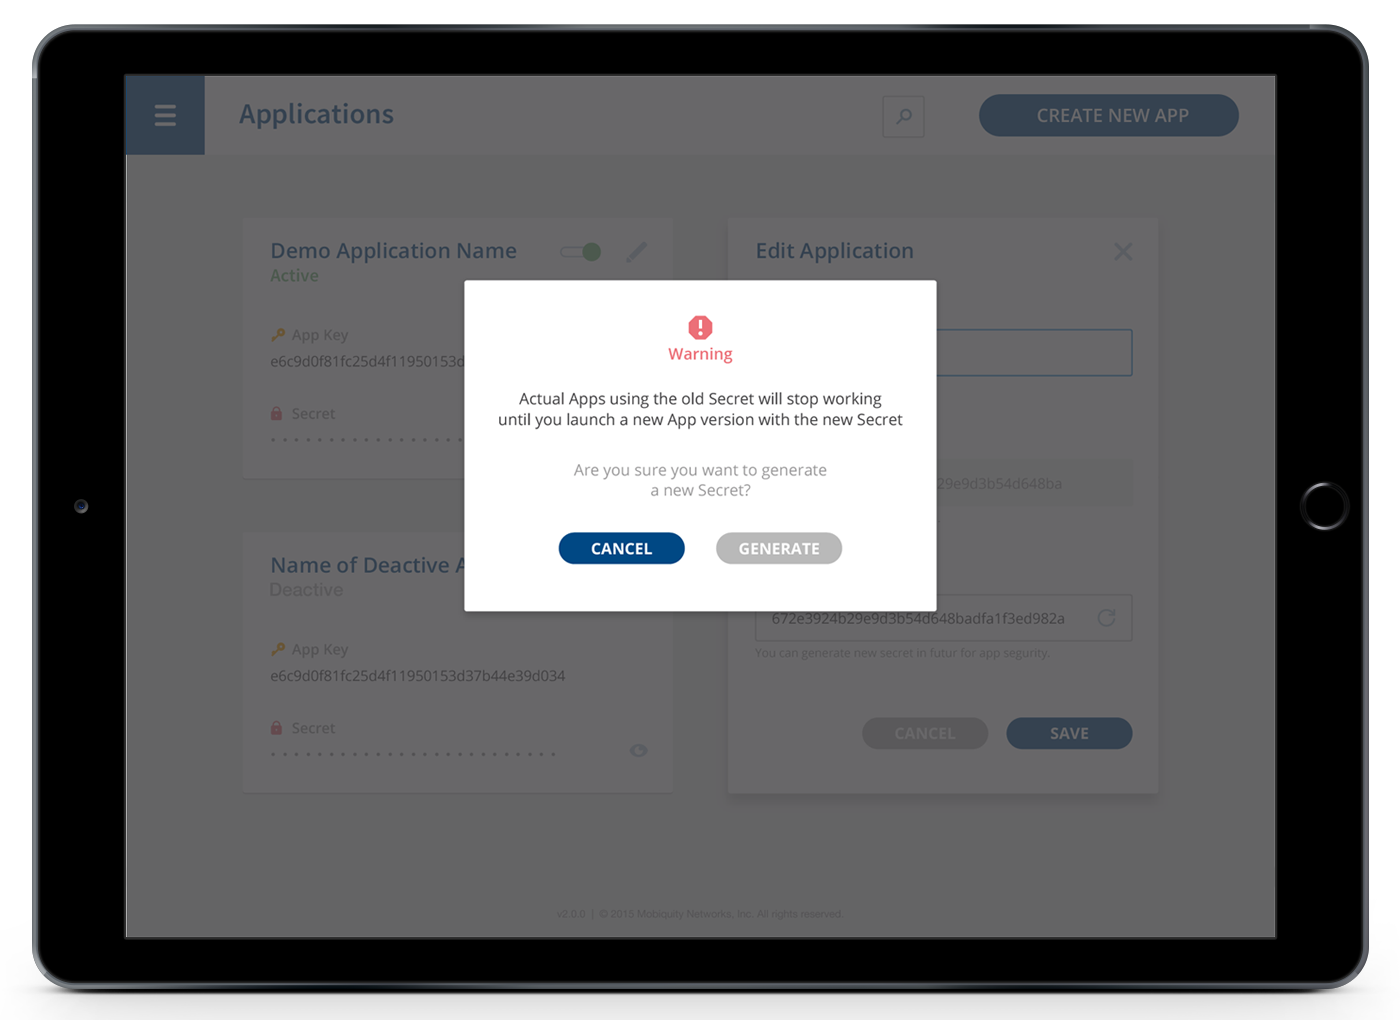 Applications
CREATE NEW APP
Demo Application Name
Active
App Key
e6c9d0f81fc25d4f11950153d
Secret
Name of Deactive A
Deactive
App Key
e6c9d0f81fc25d4f11950153d37b44e39d034
Secret
Edit Application
29e9d3b54d648ba
672e3924b29e9d3b54d648badfa1f3ed982a
You can generate new secret in futur for app segurity.
CANCEL
SAVE
Warning
Actual Apps using the old Secret will stop working
until you launch a new App version with the new Secret
Are you sure you want to generate
a new Secret?
CANCEL
GENERATE
v2.0.0 | © 2015 Mobiquity Networks, Inc. All rights reserved.